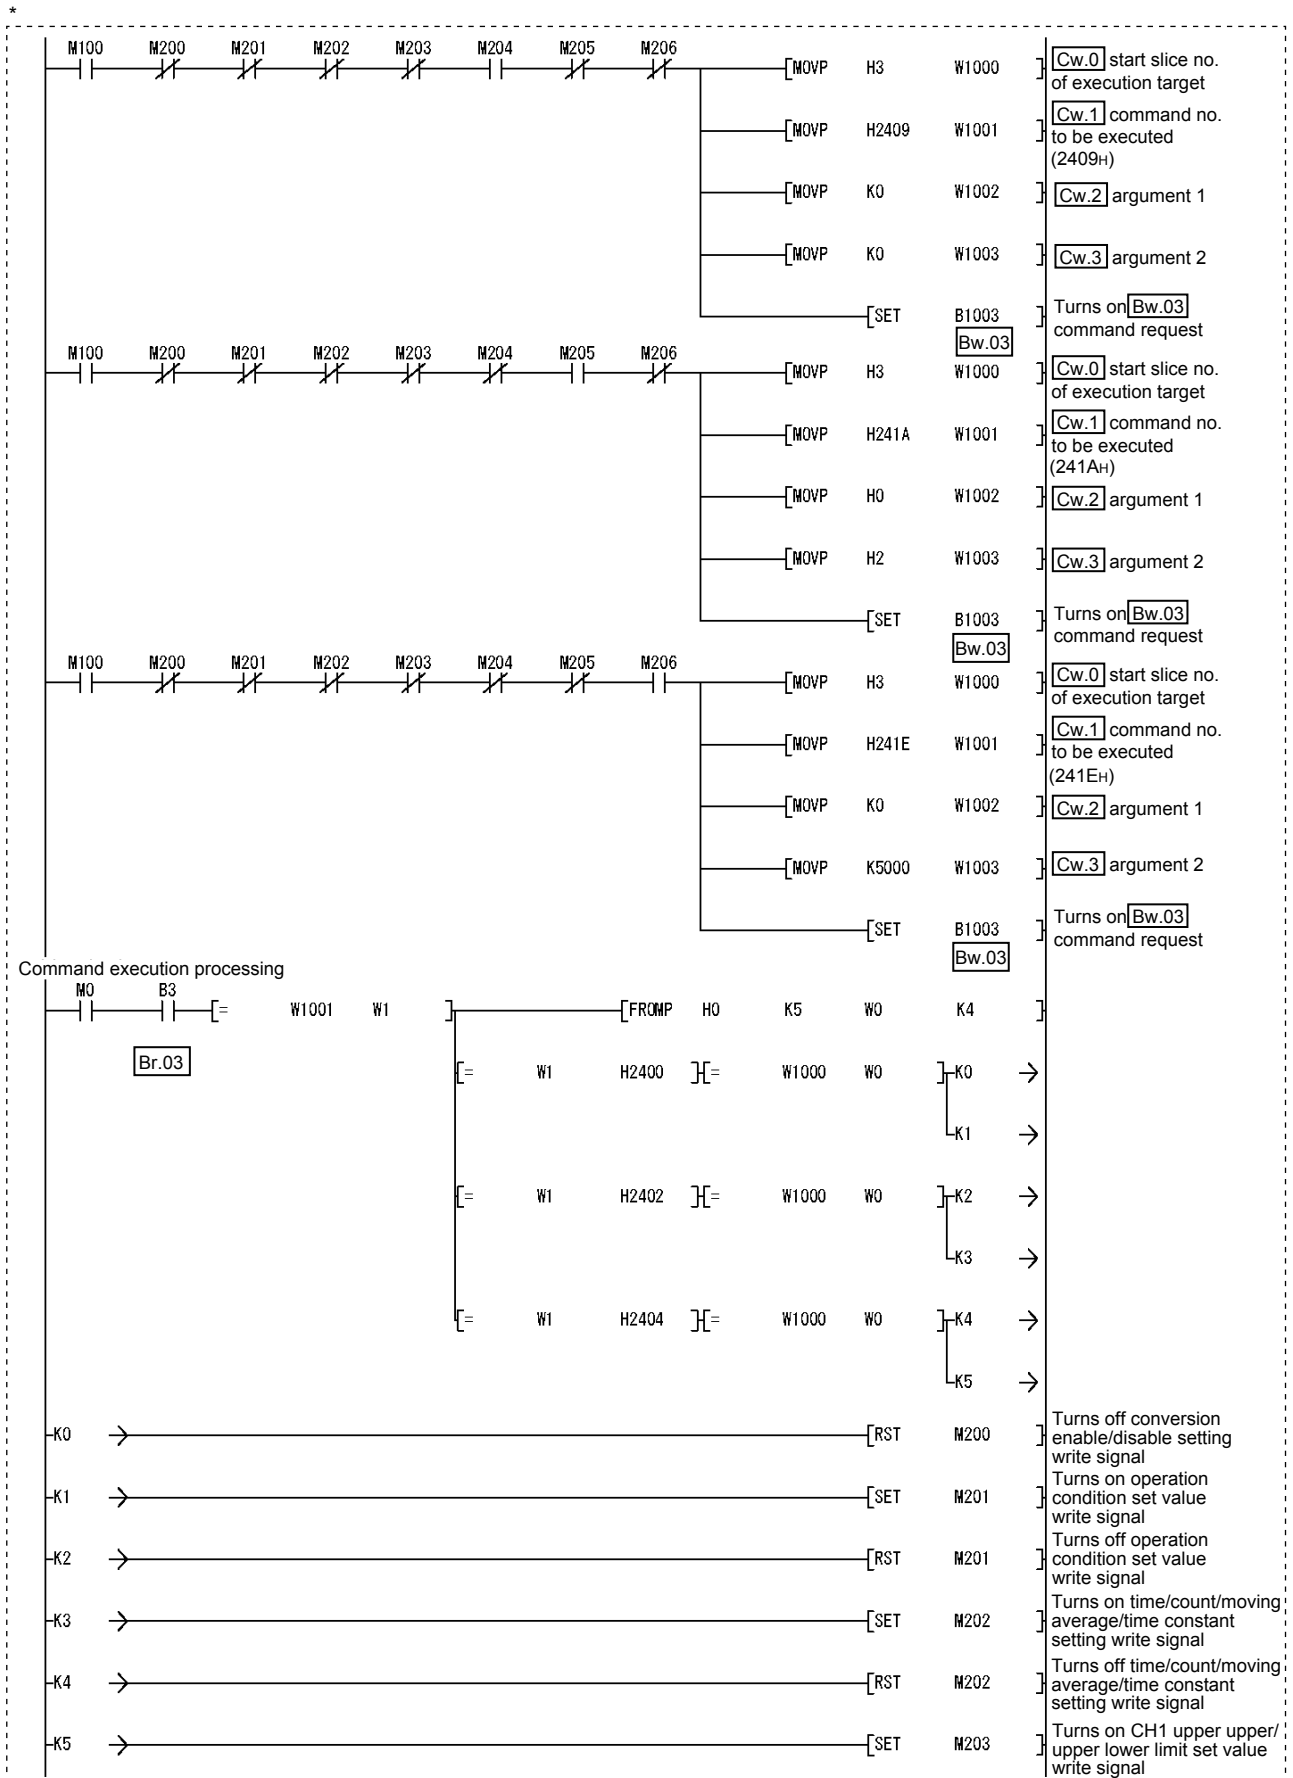 *
M100 M200 M201 M202 M203 M204 M205 M206
MOVP H3 W1000 Cw.0 start slice no.
of execution target
MOVP H2409 W1001 Cw.1 command no.
to be executed
(2409H)
MOVP K0 W1002 Cw.2 argument 1
MOVP K0 W1003 Cw.3 argument 2
SET B1003 Turns on Bw.03
command request
Bw.03
M100 M200 M201 M202 M203 M204 M205 M206
MOVP H3 W1000 Cw.0 start slice no.
of execution target
MOVP H241A W1001 Cw.1 command no.
to be executed
(241AH)
MOVP H0 W1002 Cw.2 argument 1
MOVP H2 W1003 Cw.3 argument 2
SET B1003 Turns on Bw.03
command request
Bw.03
M100 M200 M201 M202 M203 M204 M205 M206
MOVP H3 W1000 Cw.0 start slice no.
of execution target
MOVP H241E W1001 Cw.1 command no.
to be executed
(241EH)
MOVP K0 W1002 Cw.2 argument 1
MOVP K5000 W1003 Cw.3 argument 2
SET B1003 Turns on Bw.03
command request
Bw.03
Command execution processing
M0 B3
= W1001 W1 FROMP H0 K5 W0 K4
Br.03
= W1 H2400 = W1000 W0 K0
K1
= W1 H2402 = W1000 W0 K2
K3
= W1 H2404 = W1000 W0 K4
K5
K0 RST M200 Turns off conversion
enable/disable setting
write signal
K1 SET M201 Turns on operation
condition set value
write signal
K2 RST M201 Turns off operation
condition set value
write signal
K3 SET M202 Turns on time/count/moving
average/time constant
setting write signal
K4 RST M202 Turns off time/count/moving
average/time constant
setting write signal
K5 SET M203 Turns on CH1 upper upper/
upper lower limit set value
write signal